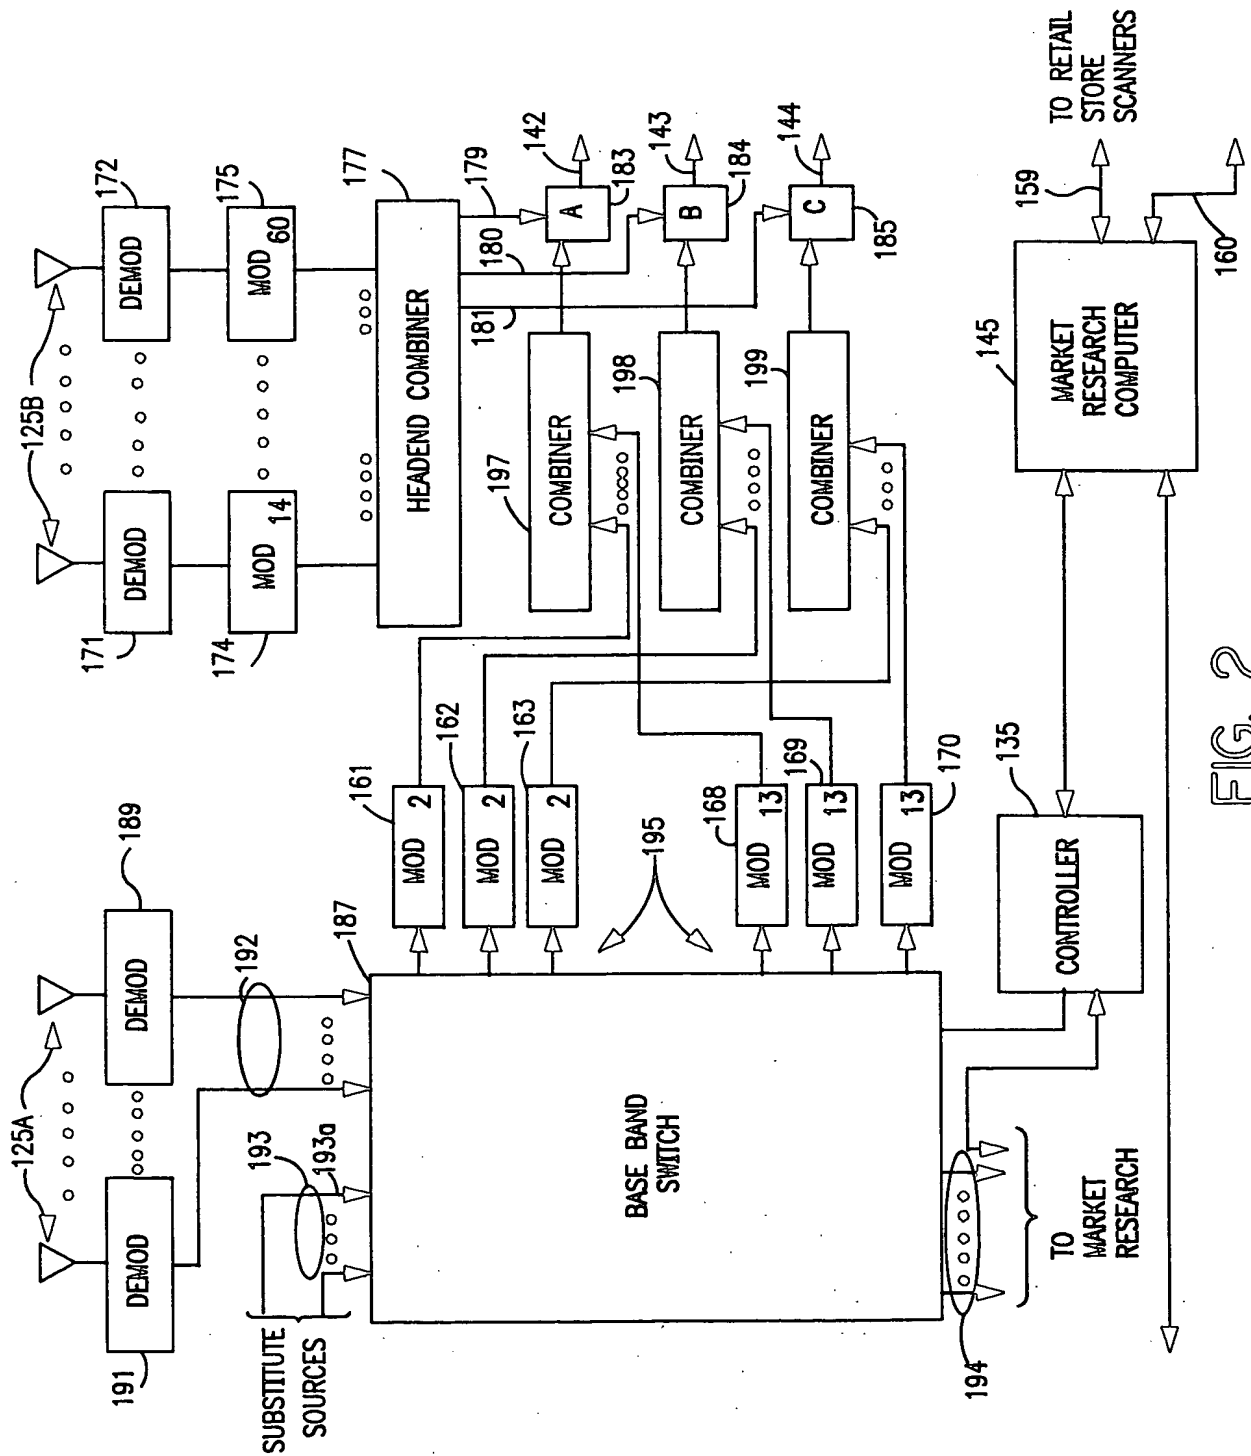 125A
125B
191
DEMOD
DEMOD
189
171
DEMOD
DEMOD
172
SUBSTITUTE
SOURCES
193
193a
192
187
174
MOD
14
MOD
60
175
HEADEND COMBINER
177
BASE BAND
SWITCH
161
MOD
2
162
MOD
2
163
MOD
2
195
168
MOD
13
169
MOD
13
170
MOD
13
197
COMBINER
198
COMBINER
199
COMBINER
179
180
181
A
142
183
B
143
184
C
144
185
194
TO
MARKET
RESEARCH
CONTROLLER
135
145
MARKET
RESEARCH
COMPUTER
159
TO RETAIL
STORE
SCANNERS
160
FIG. 2